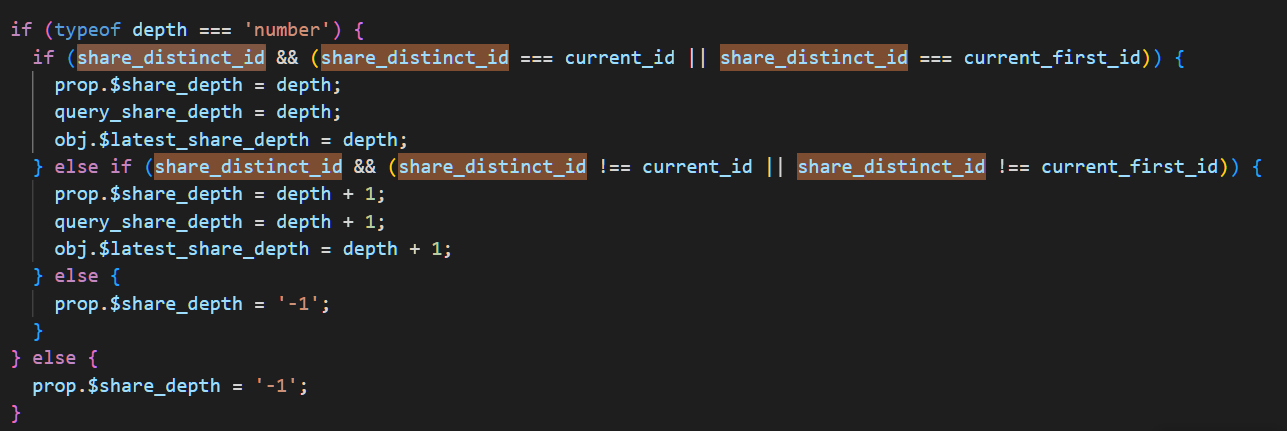 if (typeof depth === 'number') {
  if (share_distinct_id && (share_distinct_id === current_id || share_distinct_id === current_first_id)) {
    prop.$share_depth = depth;
    query_share_depth = depth;
    obj.$latest_share_depth = depth;
  } else if (share_distinct_id && (share_distinct_id !== current_id || share_distinct_id !== current_first_id)) {
    prop.$share_depth = depth + 1;
    query_share_depth = depth + 1;
    obj.$latest_share_depth = depth + 1;
  } else {
    prop.$share_depth = '-1';
  }
} else {
  prop.$share_depth = '-1';
}